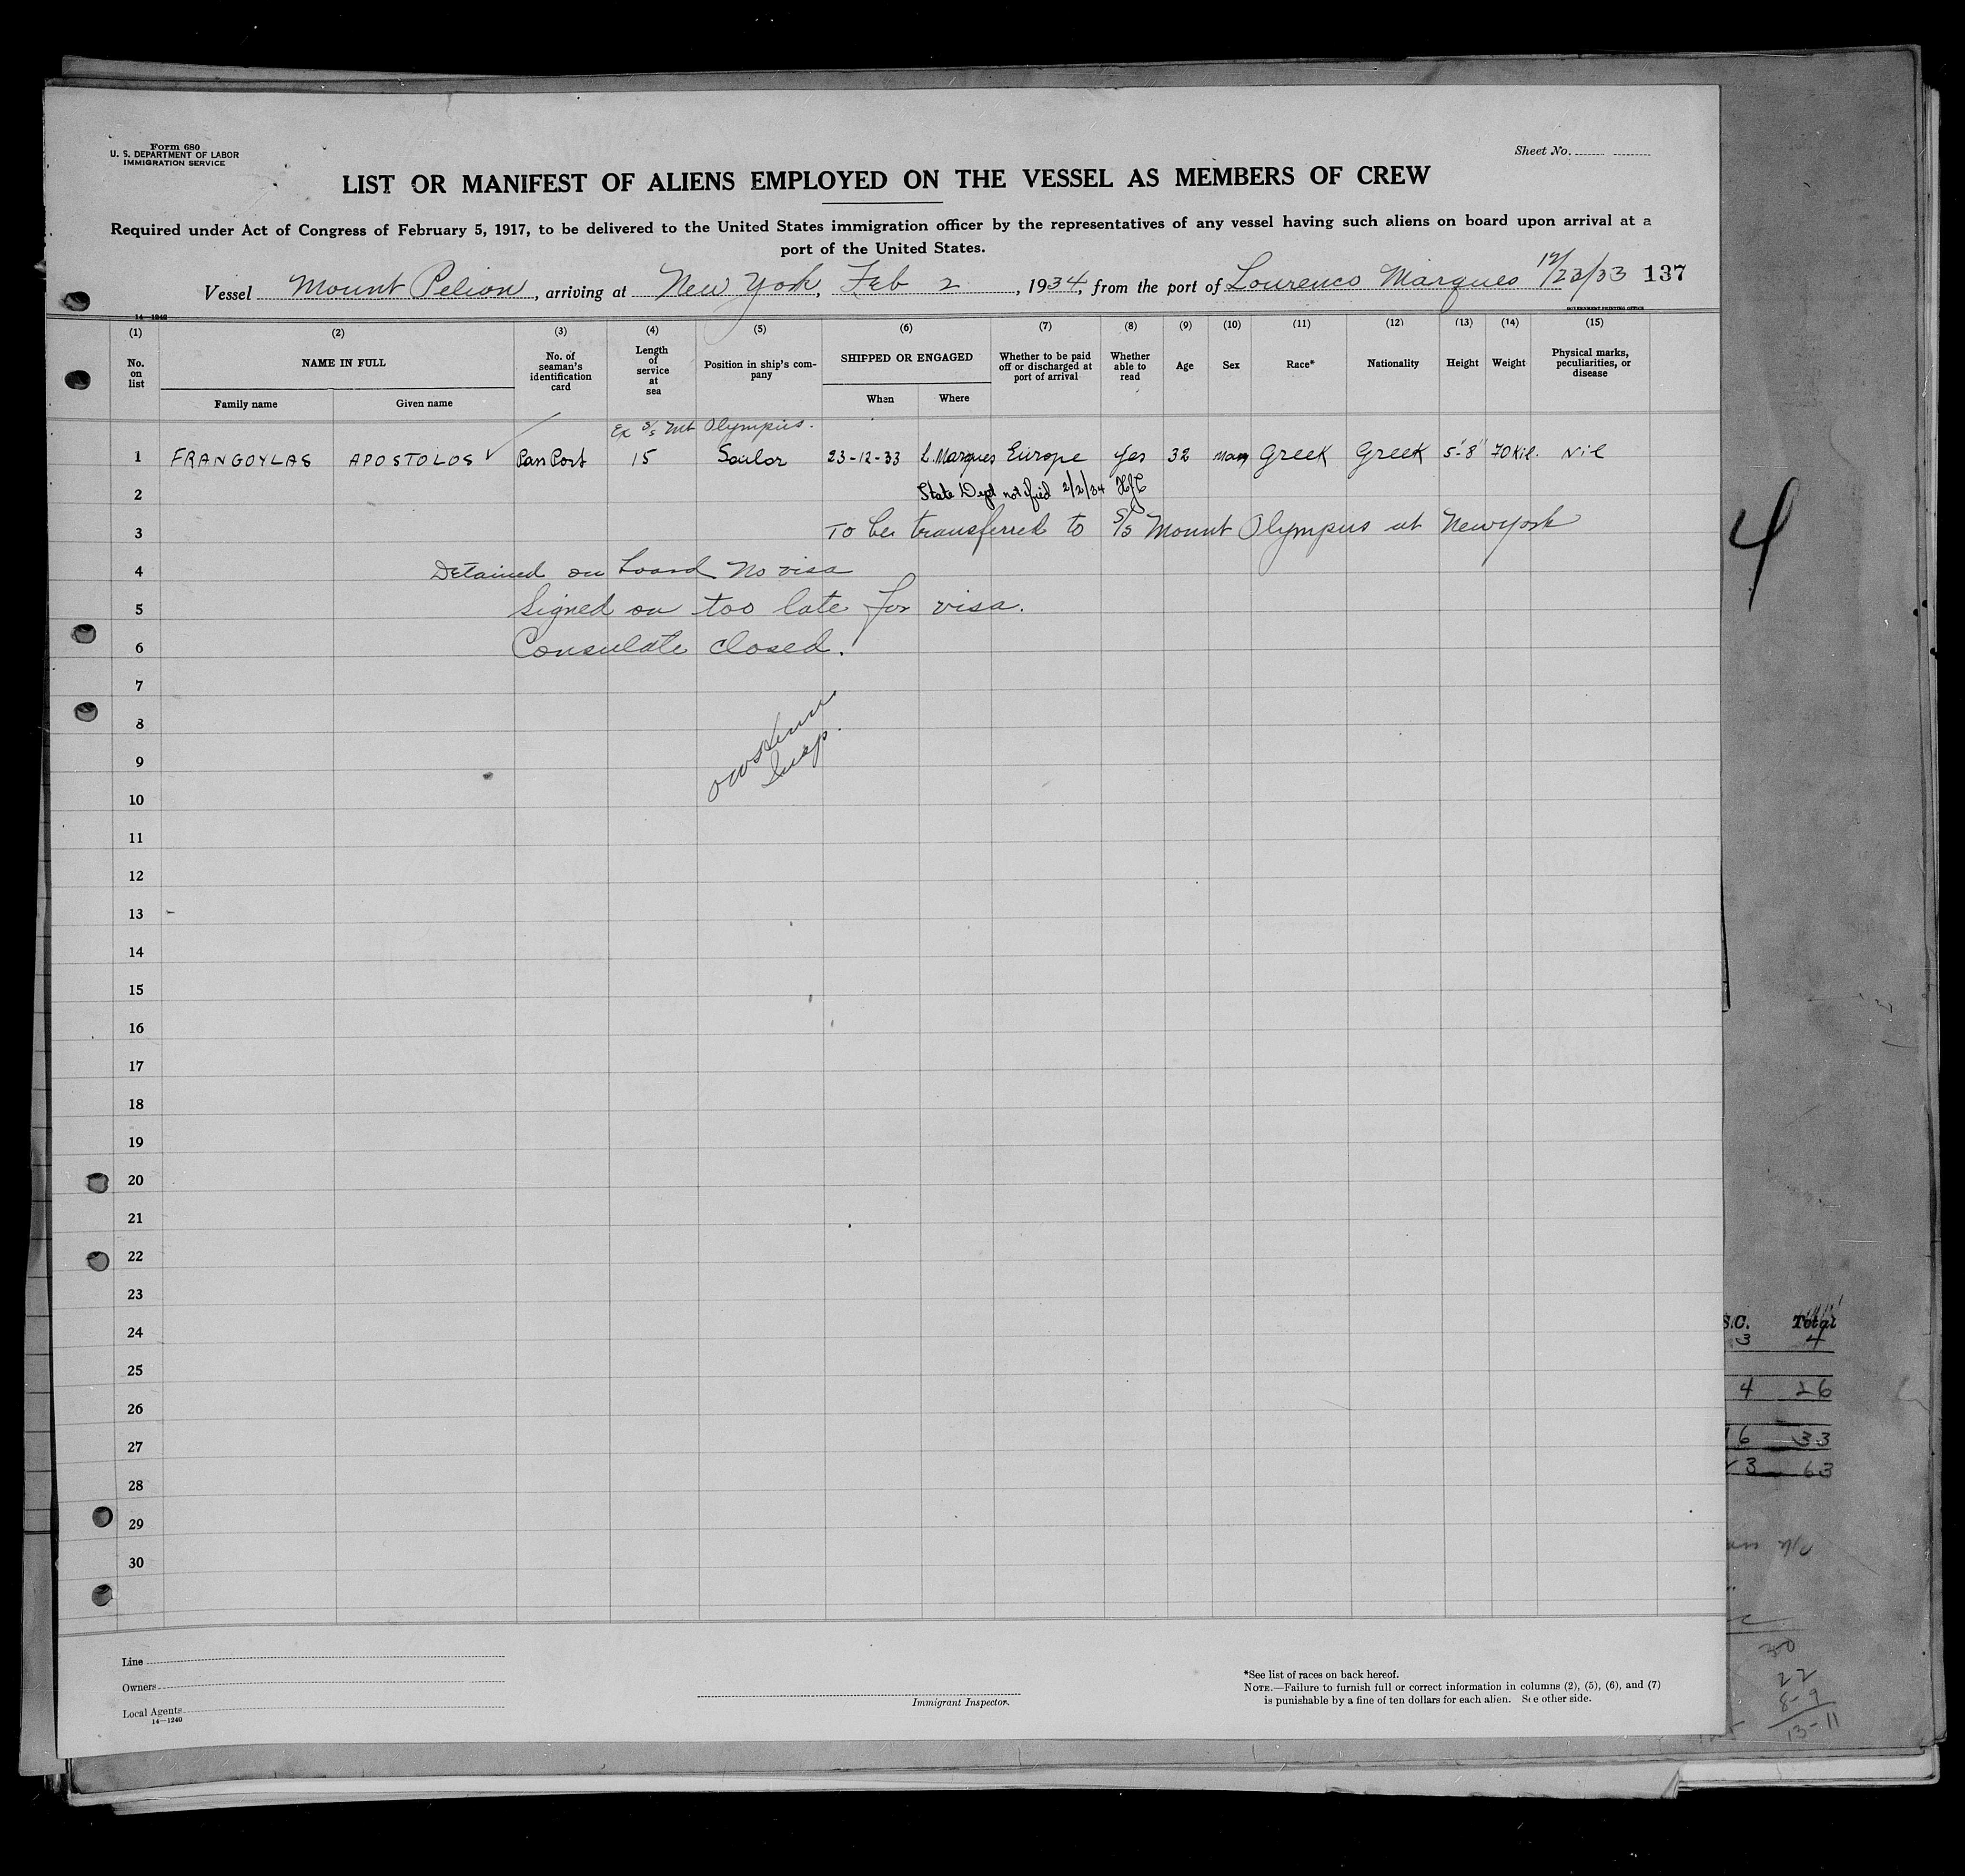 Form 680
U. S. DEPARTMENT OF LABOR
IMMIGRATION SERVICE
Sheet No.
LIST OR MANIFEST OF ALIENS EMPLOYED ON THE VESSEL AS MEMBERS OF CREW
Required under Act of Congress of February 5, 1917, to be delivered to the United States immigration officer by the representatives of any vessel having such aliens on board upon arrival at a
port of the United States.
Vessel Mount Pelion, arriving at New York, Feb 2, 1934, from the port of Lourenco Marques 12/23/33 137
14—1240
GOVERNMENT PRINTING OFFICE
(1) (2) (3) (4) (5) (6) (7) (8) (9) (10) (11) (12) (13) (14) (15)
No. on list
NAME IN FULL
Family name
Given name
No. of seaman's identification card
Length of service at sea
Position in ship's company
SHIPPED OR ENGAGED
When
Where
Whether to be paid off or discharged at port of arrival
Whether able to read
Age
Sex
Race*
Nationality
Height
Weight
Physical marks, peculiarities, or disease
Ex S/s Mt Olympus.
1 FRANGOYLAS APOSTOLOS Pass Port 15 Sailor 23-12-33 L. Marques Europe Yes 32 Man Greek Greek 5'-8" 70 Kil. Nil
2 State Dept notified 2/2/34
3 To be transferred to S/S Mount Olympus at Newyork
4 Detained on board No visa
5 Signed on too late for visa.
6 Consulate closed.
7
8
9
Insp.
10
11
12
13
14
15
16
17
18
19
20
21
22
23
24
25
26
27
28
29
30
Line
Owners
Local Agents
14—1240
Immigrant Inspector.
*See list of races on back hereof.
NOTE.—Failure to furnish full or correct information in columns (2), (5), (6), and (7)
is punishable by a fine of ten dollars for each alien. See other side.
4
S.C. Total
3 4
4 26
16 33
23 63
30
22
8-9
13-11